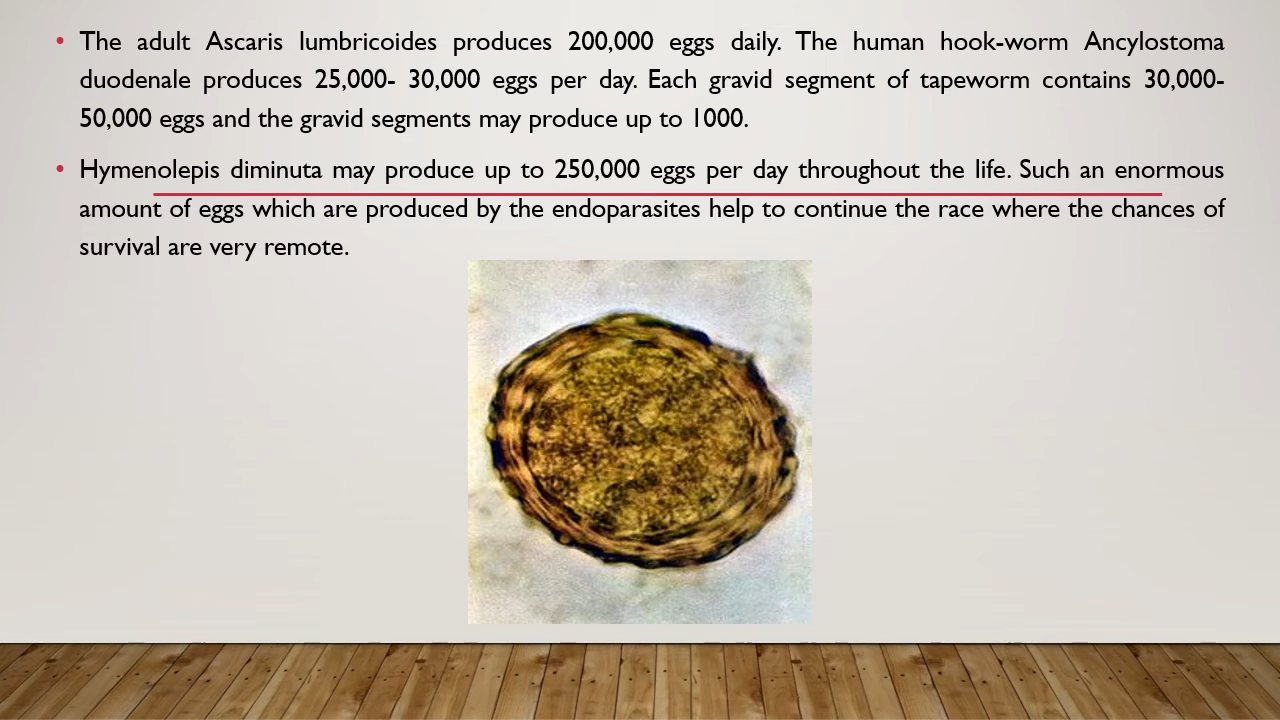 • The adult Ascaris lumbricoides produces 200,000 eggs daily. The human hook-worm Ancylostoma
duodenale produces 25,000- 30,000 eggs per day. Each gravid segment of tapeworm contains 30,000-
50,000 eggs and the gravid segments may produce up to 1000.
• Hymenolepis diminuta may produce up to 250,000 eggs per day throughout the life. Such an enormous
amount of eggs which are produced by the endoparasites help to continue the race where the chances of
survival are very remote.